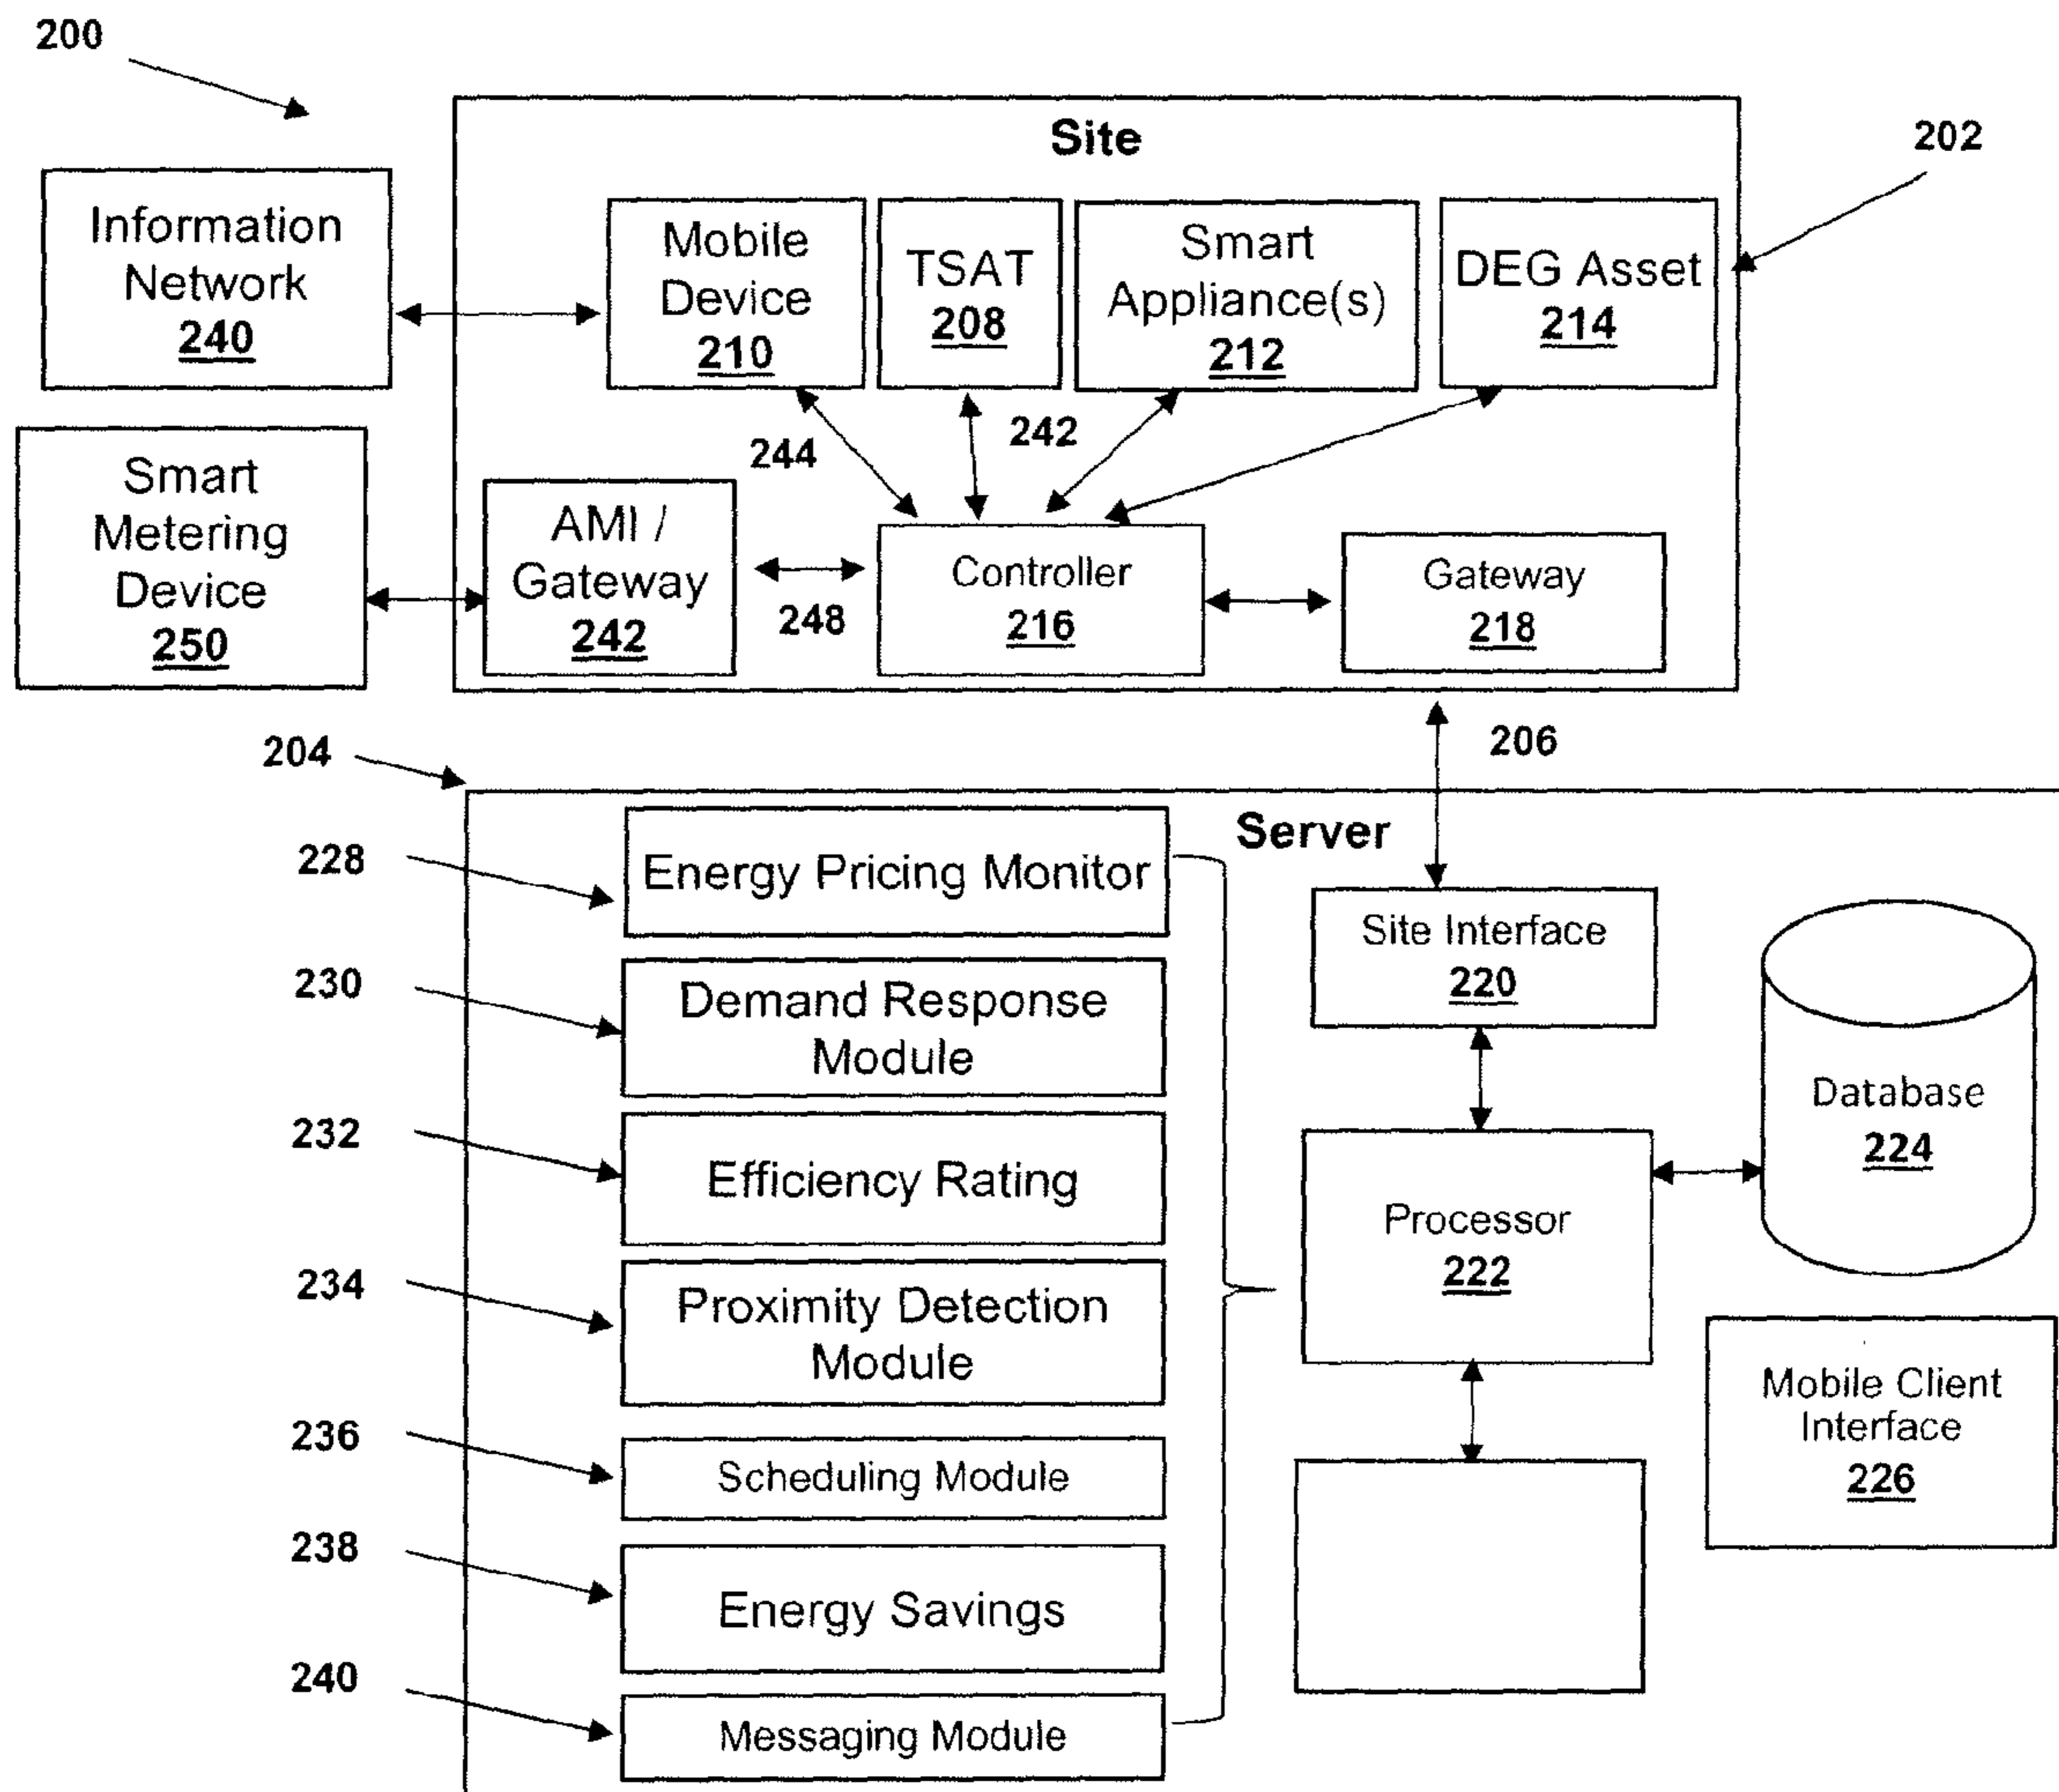 200
Site
202
Information
Network
240
Mobile
Device
210
TSAT
208
Smart
Appliance(s)
212
DEG Asset
214
244
242
Smart
Metering
Device
250
AMI /
Gateway
242
248
Controller
216
Gateway
218
206
204
Server
228
Energy Pricing Monitor
230
Demand Response
Module
232
Efficiency Rating
234
Proximity Detection
Module
236
Scheduling Module
238
Energy Savings
240
Messaging Module
Site Interface
220
Processor
222
Database
224
Mobile Client
Interface
226